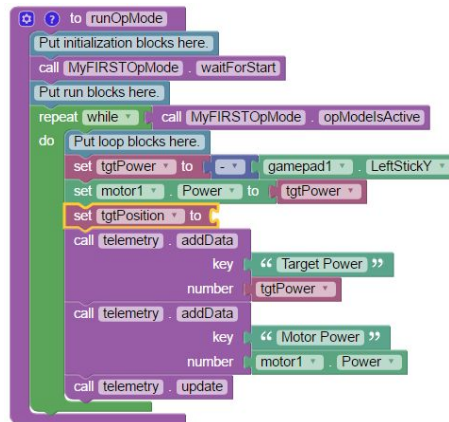 to runOpMode
Put initialization blocks here.
call MyFIRSTOpMode . waitForStart
Put run blocks here.
repeat while call MyFIRSTOpMode . opModeIsActive
do Put loop blocks here.
set tgtPower to - gamepad1 . LeftStickY
set motor1 . Power to tgtPower
set tgtPosition to
call telemetry . addData
key “ Target Power ”
number tgtPower
call telemetry . addData
key “ Motor Power ”
number motor1 . Power
call telemetry . update